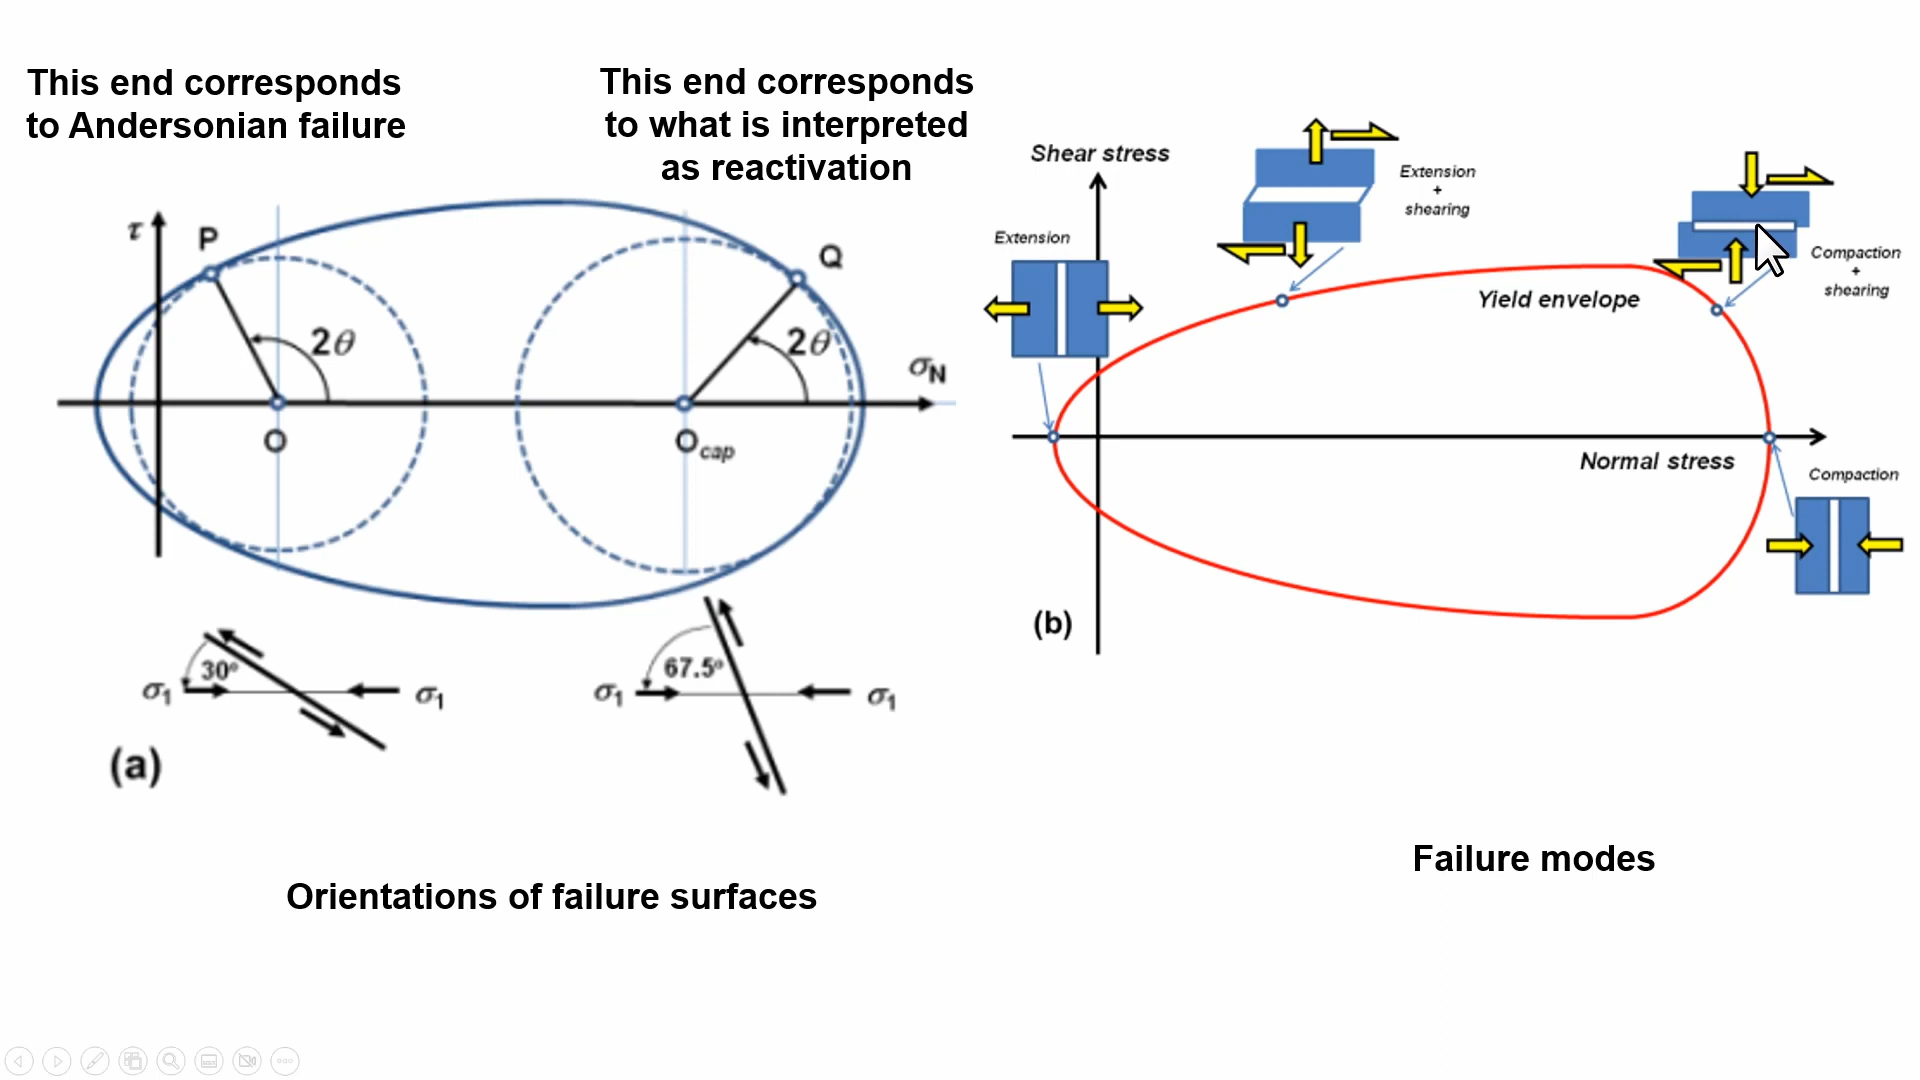 This end corresponds
to Andersonian failure
This end corresponds
to what is interpreted
as reactivation
τ
P
Q
2θ
2θ
σN
O
Ocap
30°
σ1
σ1
67.5°
σ1
σ1
(a)
Orientations of failure surfaces
Shear stress
Extension
+
shearing
Extension
Compaction
+
shearing
Yield envelope
Normal stress
Compaction
(b)
Failure modes